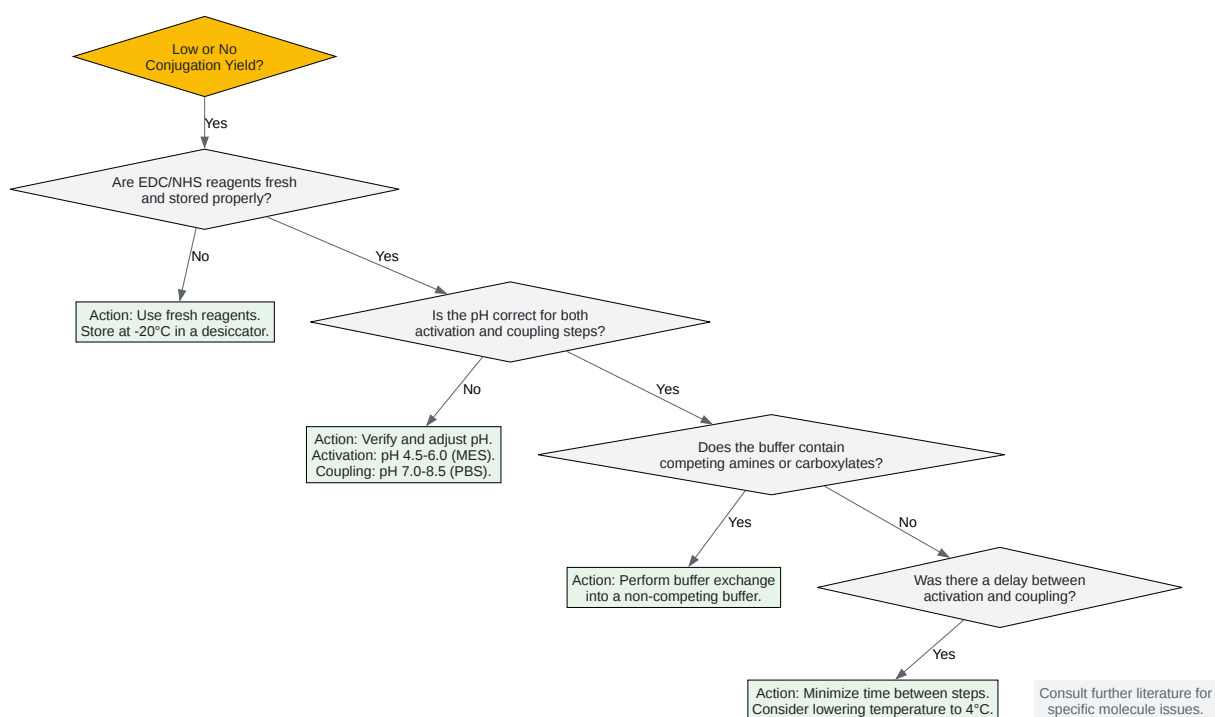 Low or No
Conjugation Yield?
Yes
Are EDC/NHS reagents fresh
and stored properly?
No
Yes
Action: Use fresh reagents.
Store at -20°C in a desiccator.
Is the pH correct for both
activation and coupling steps?
No
Yes
Action: Verify and adjust pH.
Activation: pH 4.5-6.0 (MES).
Coupling: pH 7.0-8.5 (PBS).
Does the buffer contain
competing amines or carboxylates?
Yes
No
Action: Perform buffer exchange
into a non-competing buffer.
Was there a delay between
activation and coupling?
Yes
Action: Minimize time between steps.
Consider lowering temperature to 4°C.
Consult further literature for
specific molecule issues.